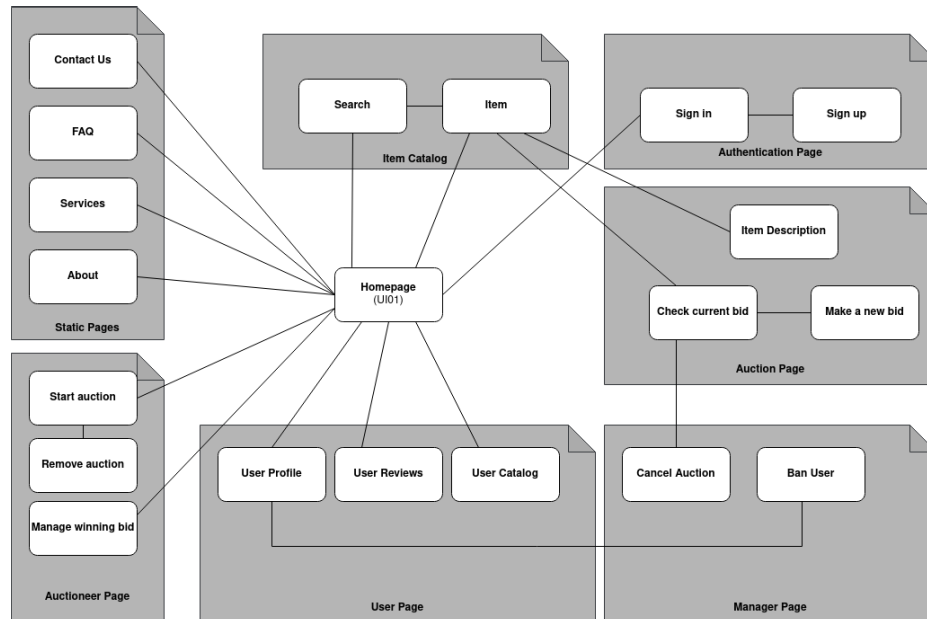 Contact Us
FAQ
Services
About
Static Pages
Search
Item
Item Catalog
Sign in
Sign up
Authentication Page
Item Description
Check current bid
Make a new bid
Auction Page
Homepage
(UI01)
Start auction
Remove auction
Manage winning bid
Auctioneer Page
User Profile
User Reviews
User Catalog
User Page
Cancel Auction
Ban User
Manager Page